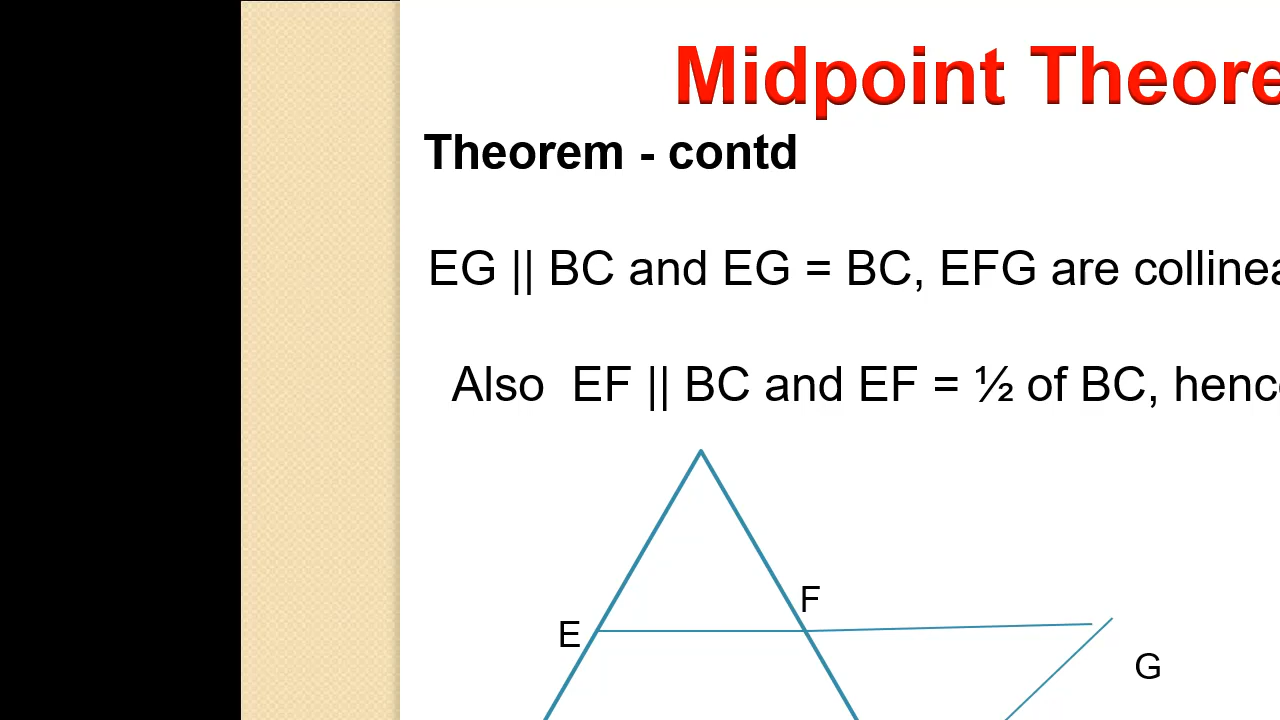 Midpoint Theore
Theorem - contd
EG || BC and EG = BC, EFG are collinea
Also EF || BC and EF = ½ of BC, henc
F
E
G